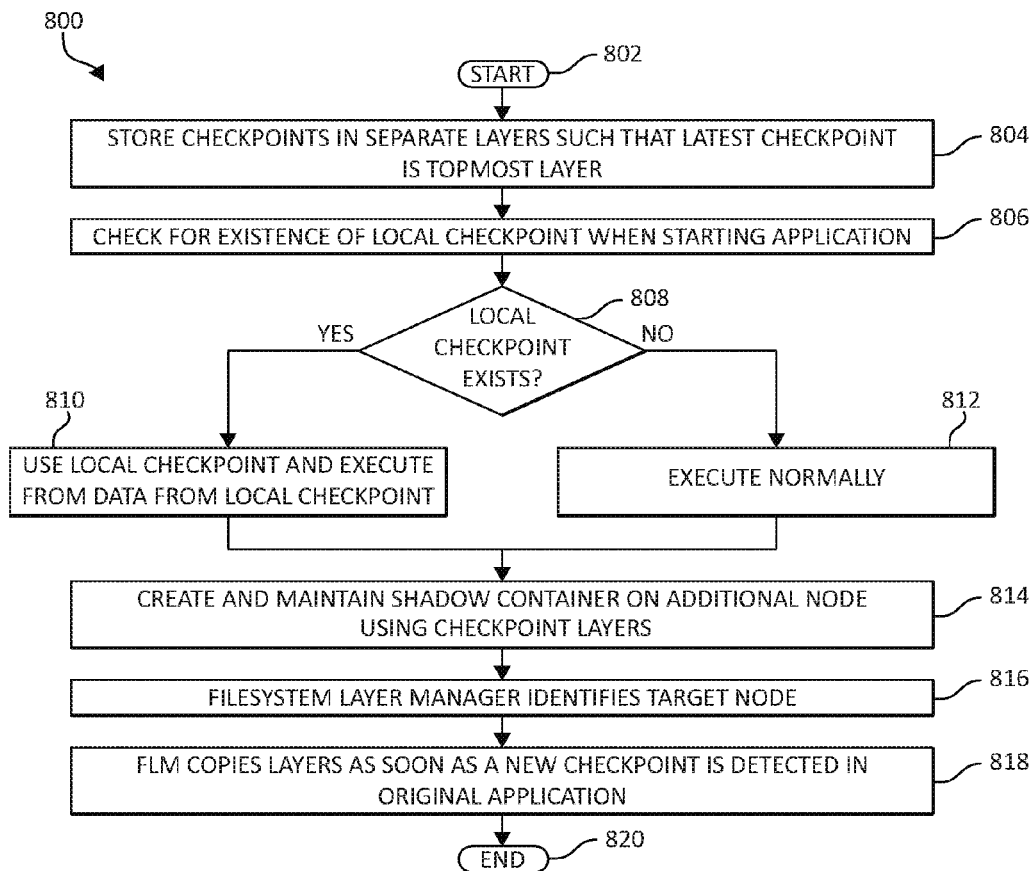 800
START
802
STORE CHECKPOINTS IN SEPARATE LAYERS SUCH THAT LATEST CHECKPOINT
IS TOPMOST LAYER
804
CHECK FOR EXISTENCE OF LOCAL CHECKPOINT WHEN STARTING APPLICATION
806
LOCAL
CHECKPOINT
EXISTS?
808
YES
NO
810
USE LOCAL CHECKPOINT AND EXECUTE
FROM DATA FROM LOCAL CHECKPOINT
812
EXECUTE NORMALLY
CREATE AND MAINTAIN SHADOW CONTAINER ON ADDITIONAL NODE
USING CHECKPOINT LAYERS
814
FILESYSTEM LAYER MANAGER IDENTIFIES TARGET NODE
816
FLM COPIES LAYERS AS SOON AS A NEW CHECKPOINT IS DETECTED IN
ORIGINAL APPLICATION
818
END
820